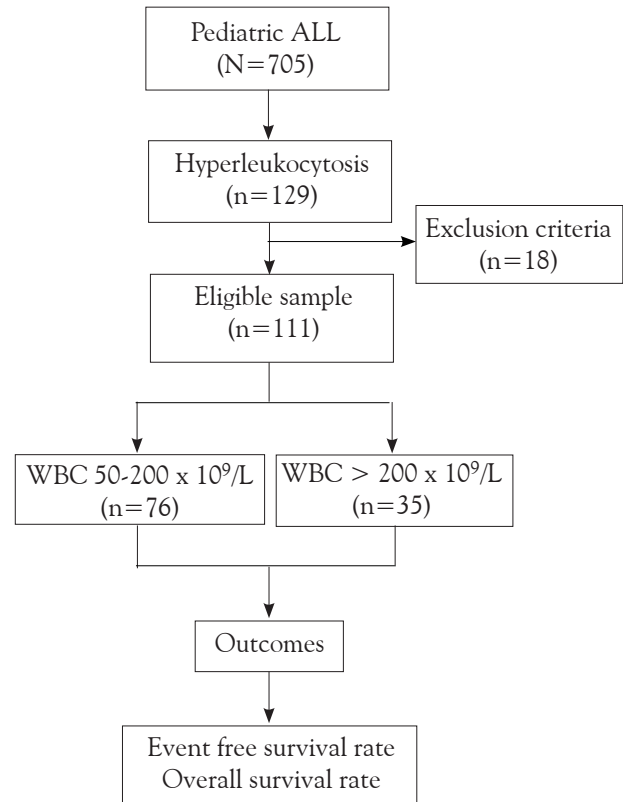 Pediatric ALL
(N=705)
Hyperleukocytosis
(n=129)
Exclusion criteria
(n=18)
Eligible sample
(n=111)
WBC 50-200 x 10⁹/L
(n=76)
WBC > 200 x 10⁹/L
(n=35)
Outcomes
Event free survival rate
Overall survival rate